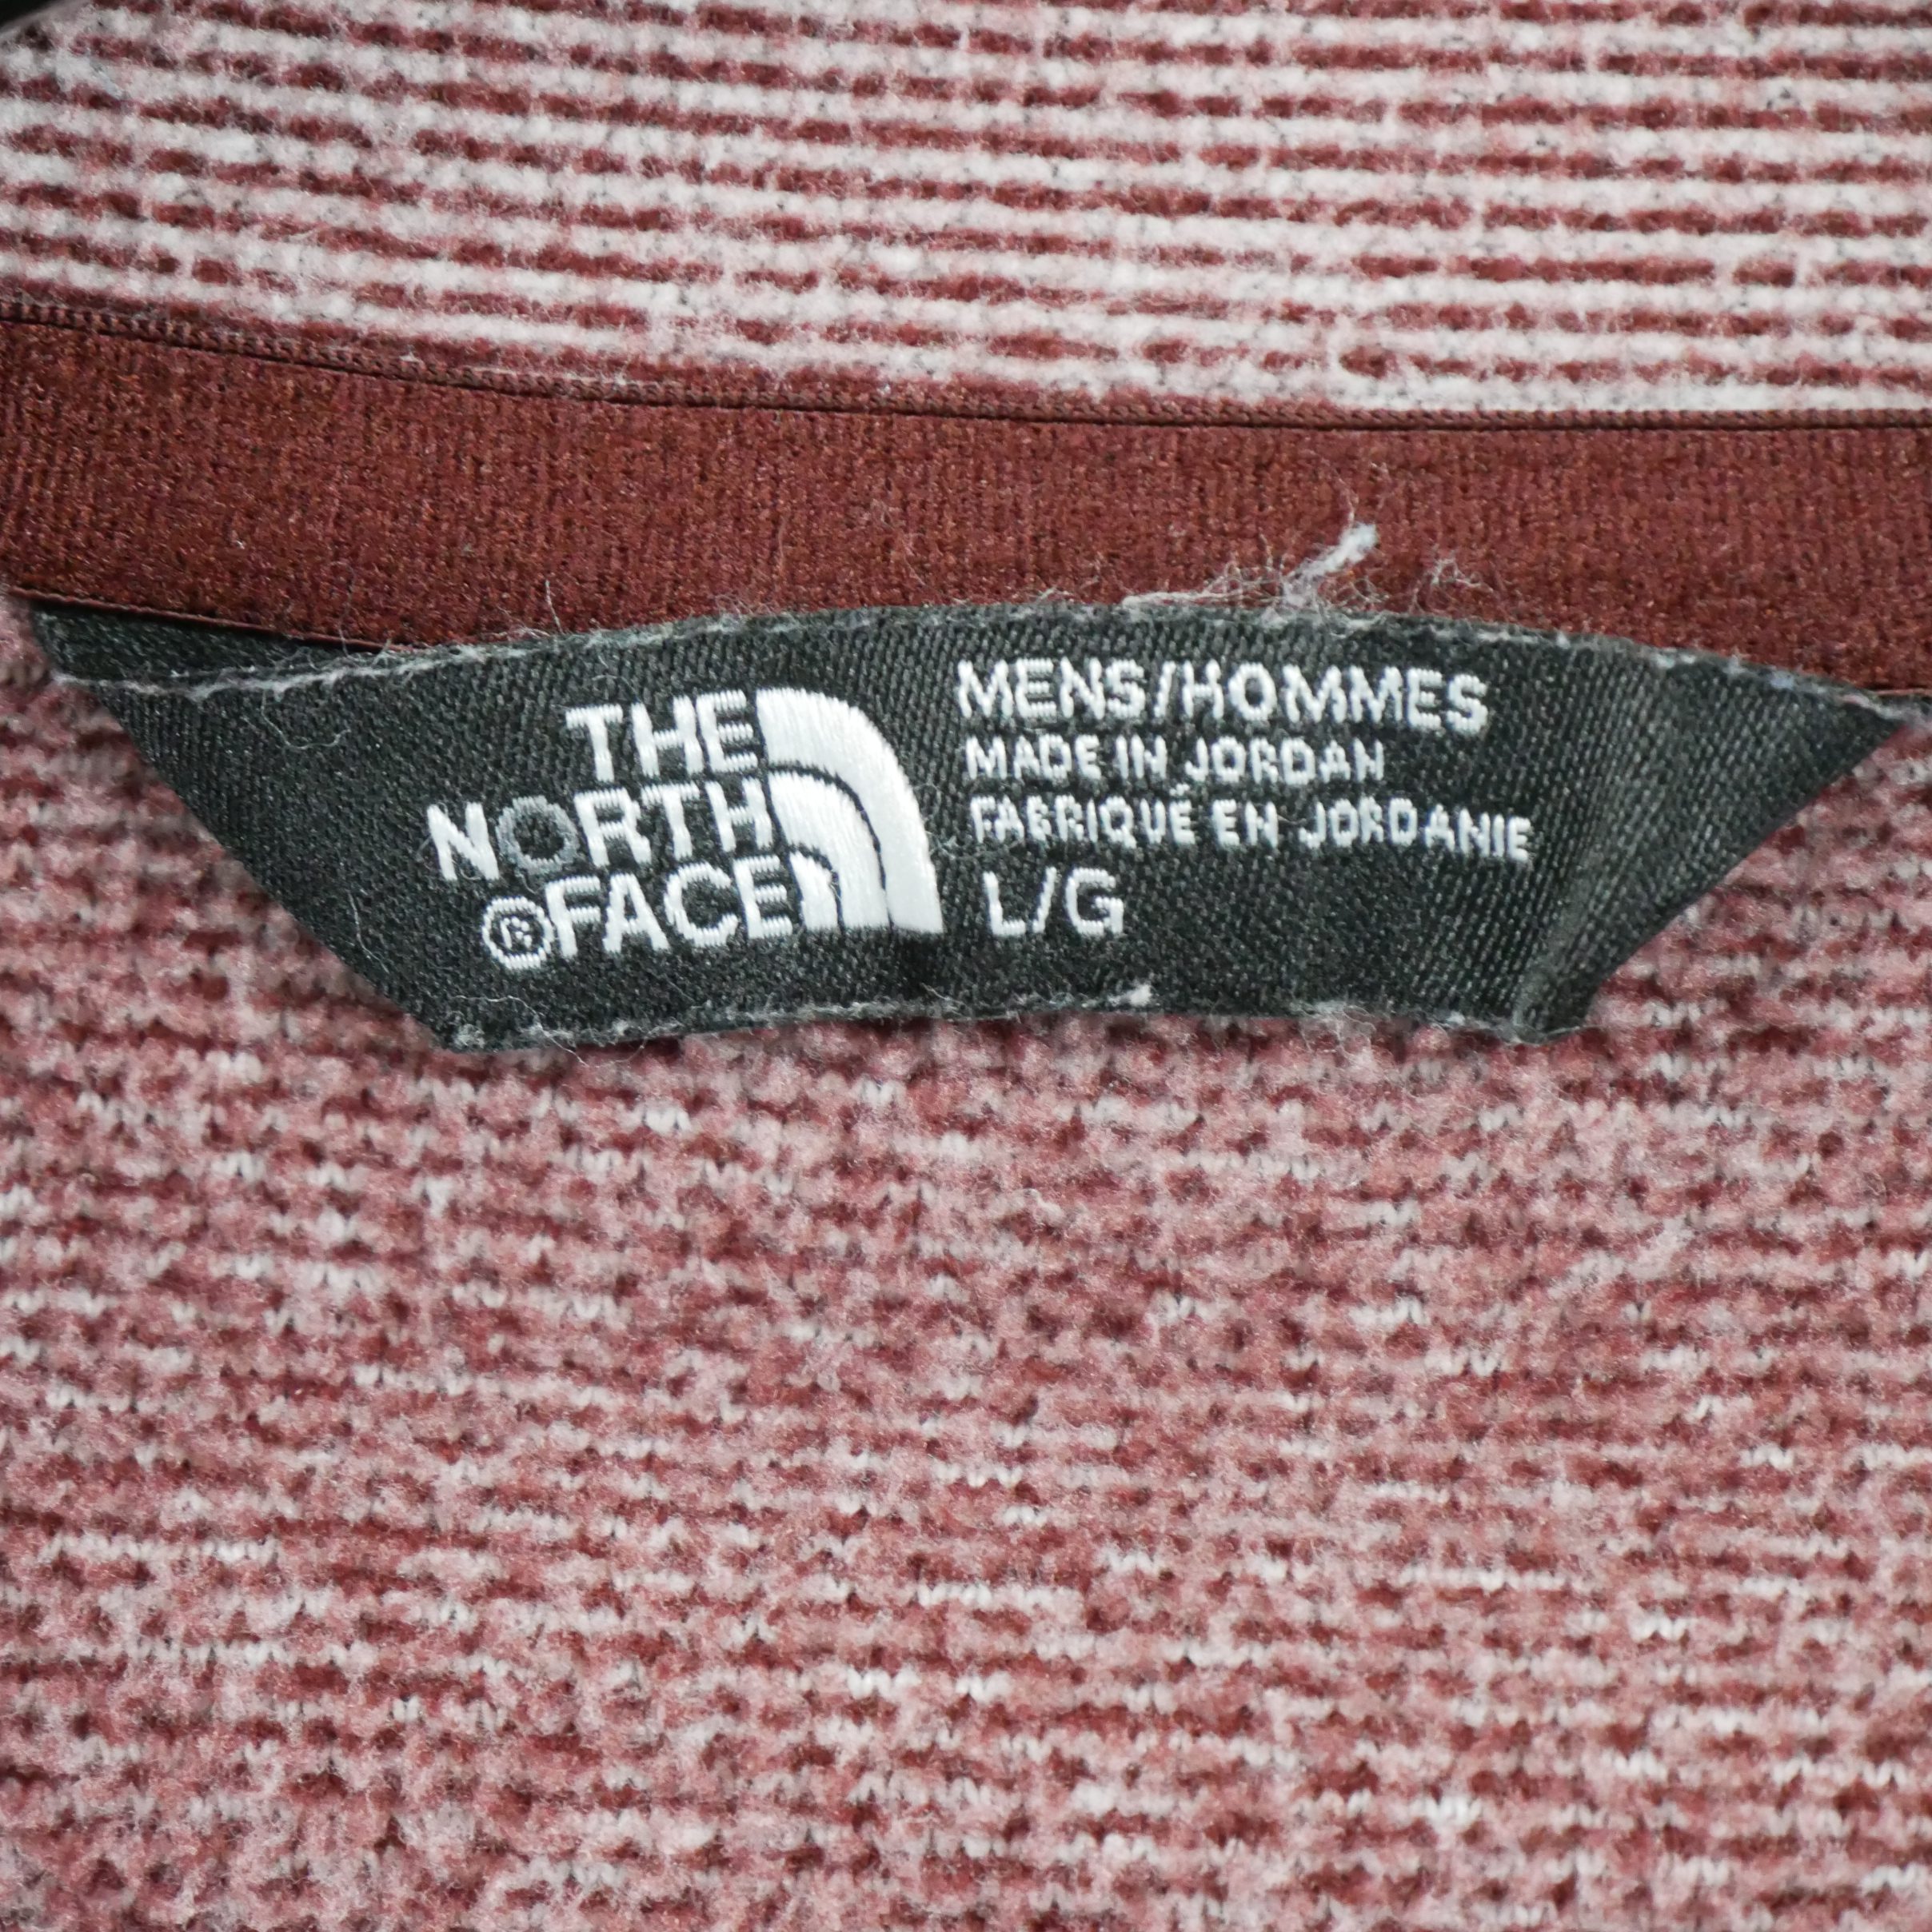 THE
NORTH
®FACE
MENS/HOMMES
MADE IN JORDAN
FABRIQUÉ EN JORDANIE
L/G